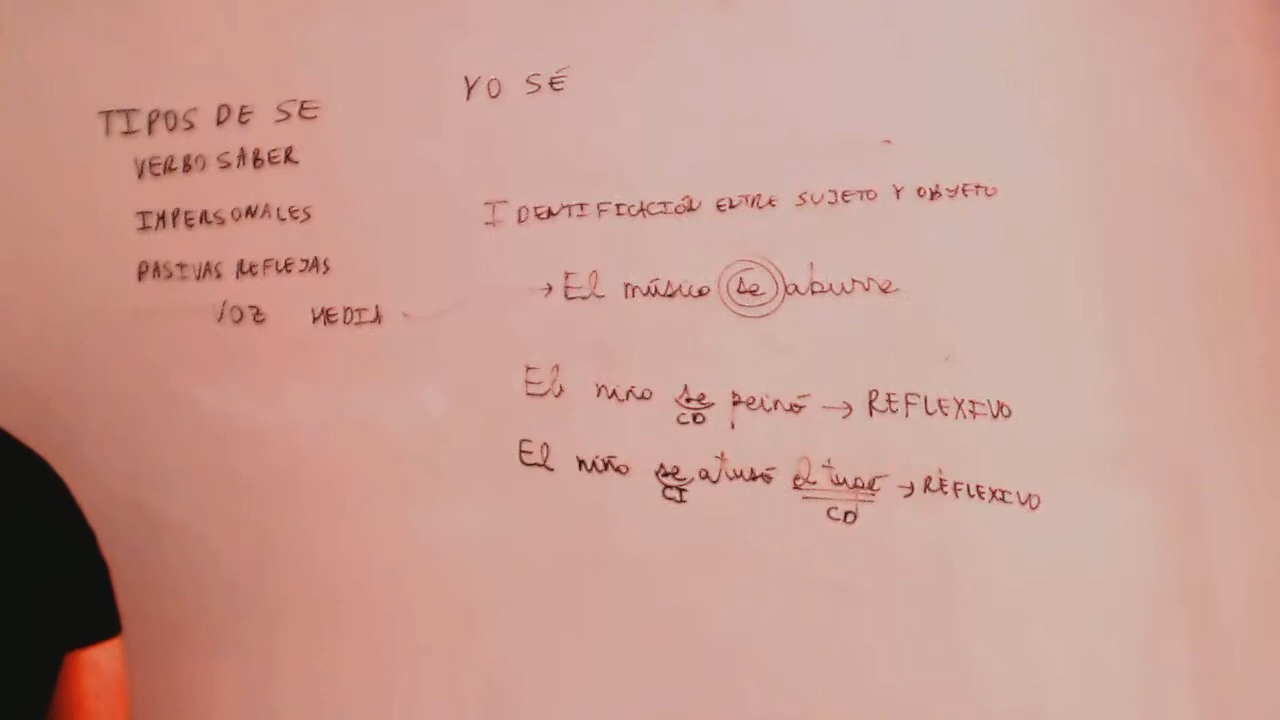 YO SÉ
TIPOS DE SE
VERBO SABER
IMPERSONALES
PASIVAS REFLEJAS
VOZ MEDIA
IDENTIFICACIÓN ENTRE SUJETO Y OBJETO
→ El músico se aburre
El niño se peinó → REFLEXIVO
CD
El niño se atusó el tupé → REFLEXIVO
CI CD